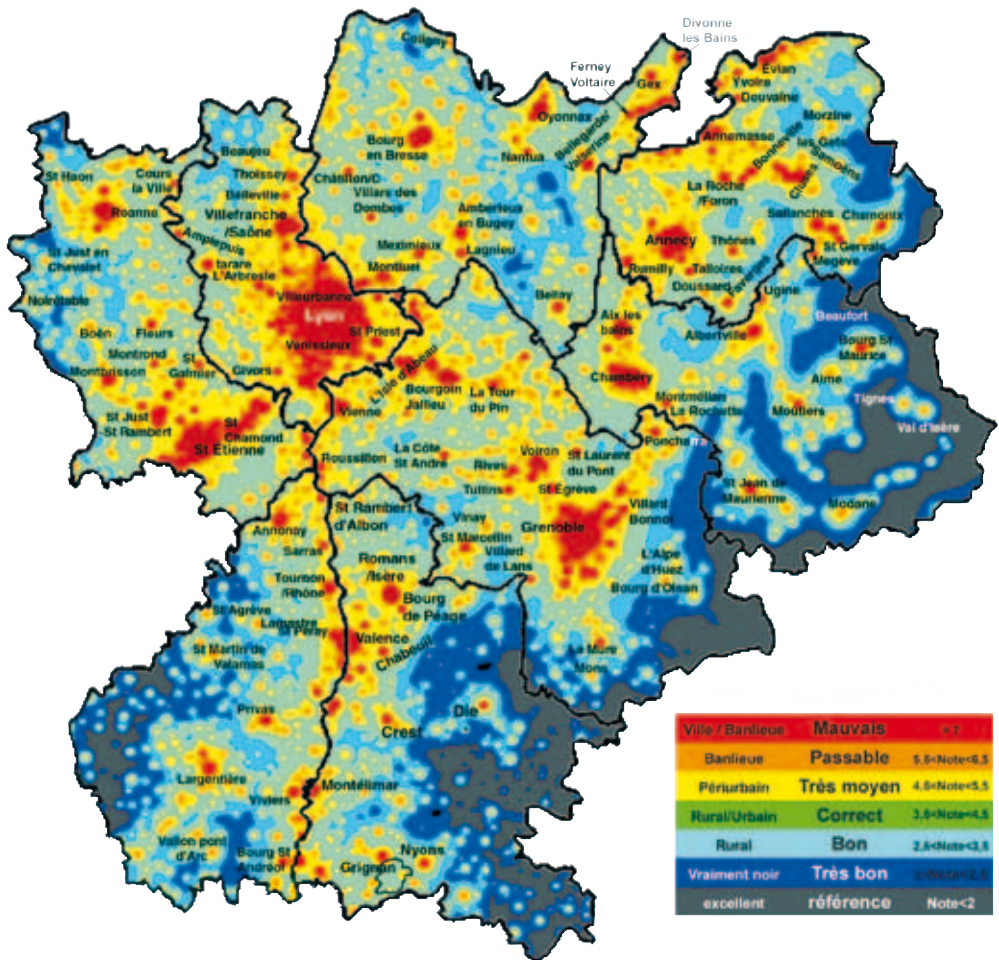 Divonne
les Bains
Coligny
Ferney
Voltaire
Gex
Evian
Yvoire
Douvaine
Oyonnax
Morzine
Bourg
en Bresse
Annemasse
Bonneville
les Gets
Samoëns
Beaujeu
Bellegarde/
Valserine
Nantua
Cluses
St Haon
Cours
la Ville
Thoissey
Châtillon/C
Belleville
Villars des
Dombes
La Roche
/Foron
Roanne
Villefranche
/Saône
Amberieux
en Bugey
Sallanches
Chamonix
Amplepuis
tarare
L'Arbresle
Meximieux
Lagnieu
Annecy
Thônes
St Gervais
Megève
St Just en
Chevalet
Montluel
Rumilly
Talloires
Doussard
Faverges
Ugine
Noirétable
Villeurbanne
Lyon
Belley
Aix les
bains
Beaufort
Boën
Fleurs
St Priest
Albertville
Bourg St
Maurice
Montrond
Venissieux
Montbrisson
St
Galmier
Givors
L'Isle d'Abeau
Bourgoin
Jallieu
La Tour
du Pin
Chambéry
Aime
Montmélian
La Rochette
Moutiers
Tignes
Val d'Isère
St Just
-St Rambert
St
Chamond
St Etienne
Vienne
Poncharra
Roussillon
La Côte
St André
Rives
Voiron
St Laurent
du Pont
Tullins
St Egrève
St Jean de
Maurienne
Modane
St Rambert
d'Albon
Vinay
St Marcellin
Villard
de Lans
Grenoble
Villard
Bonnot
Annonay
Sarras
Romans
/Isère
L'Alpe
d'Huez
Bourg d'Oisan
Tournon
/Rhône
Bourg
de Péage
St Agrève
Lamastre
St Péray
Valence
Chabeuil
St Martin de
Valamas
La Mure
Mons
Privas
Die
Crest
Largentière
Viviers
Montélimar
Vallon pont
d'Arc
Bourg St
Andréol
Grignan
Nyons
Ville / Banlieue Mauvais >7
Banlieue Passable 5,5<Note<6,5
Périurbain Très moyen 4,5<Note<5,5
Rural/Urbain Correct 3,5<Note<4,5
Rural Bon 2,5<Note<3,5
Vraiment noir Très bon
excellent référence Note<2